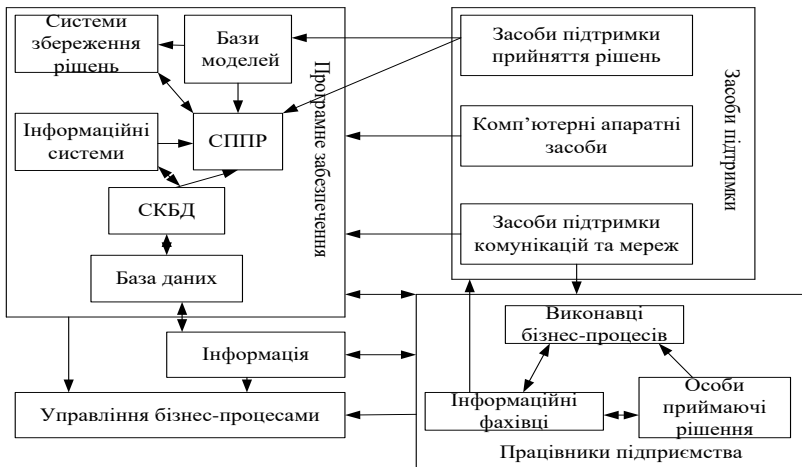 Системи
збереження
рішень
Бази
моделей
СППР
Інформаційні
системи
СКБД
База даних
Програмне забезпечення
Засоби підтримки
прийняття рішень
Комп’ютерні апаратні
засоби
Засоби підтримки
комунікацій та мереж
Засоби підтримки
Інформація
Управління бізнес-процесами
Виконавці
бізнес-процесів
Інформаційні
фахівці
Особи
приймаючі
рішення
Працівники підприємства